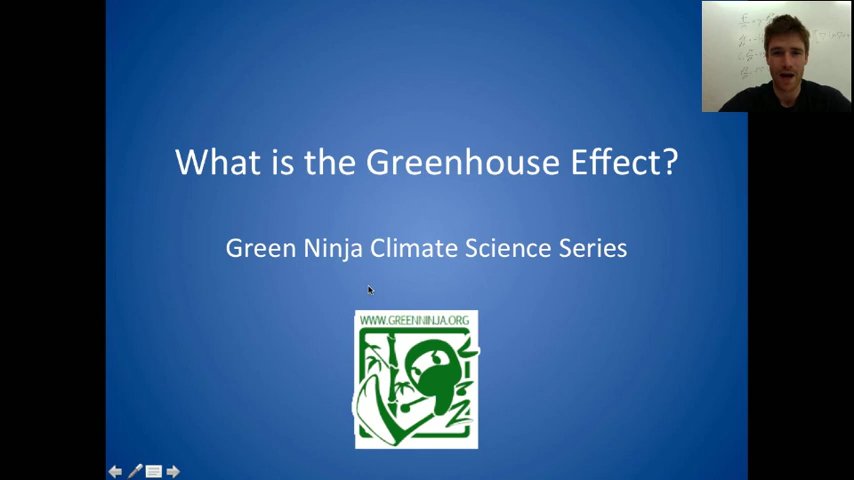 What is the Greenhouse Effect?
Green Ninja Climate Science Series
WWW.GREENNINJA.ORG